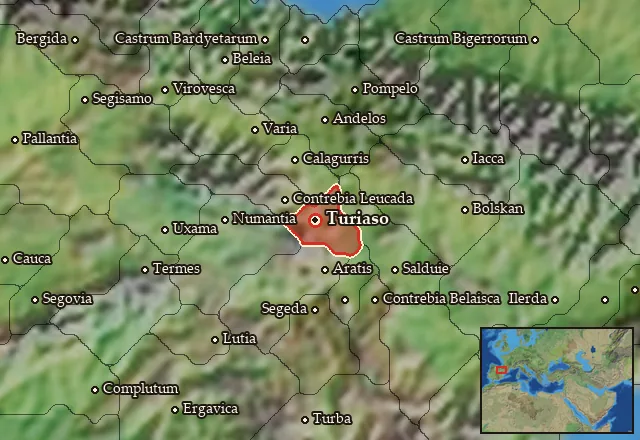 Bergida
Castrum Bardyetarum
Castrum Bigerrorum
Beleia
Virovesca
Pompelo
Segisamo
Andelos
Varia
Pallantia
Calagurris
Iacca
Contrebia Leucada
Bolskan
Numantia
Turiaso
Uxama
Cauca
Termes
Aratis
Salduie
Segovia
Contrebia Belaisca
Ilerda
Segeda
Lutia
Complutum
Ergavica
Turba